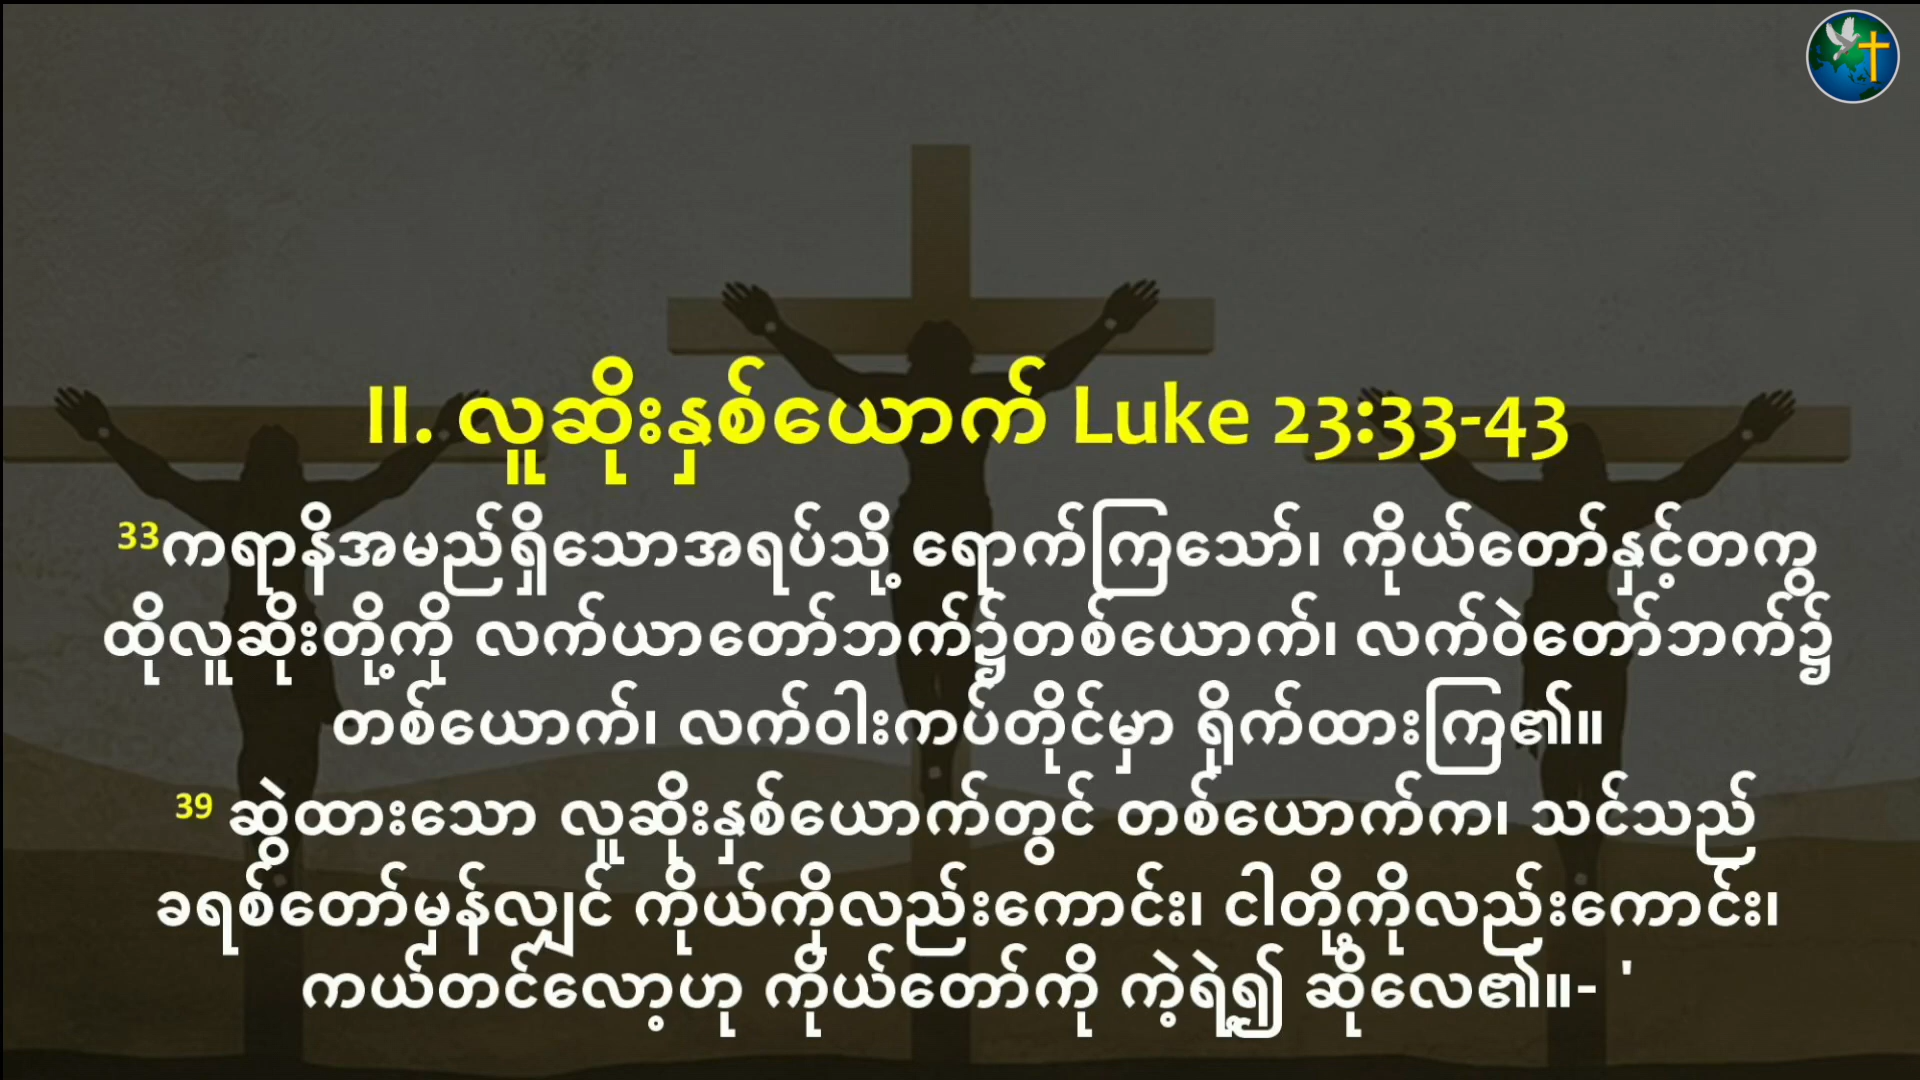 II. လူဆိုးနှစ်ယောက် Luke 23:33-43
33ကရာနိအမည်ရှိသောအရပ်သို့ ရောက်ကြသော်၊ ကိုယ်တော်နှင့်တကွ
ထိုလူဆိုးတို့ကို လက်ယာတော်ဘက်၌တစ်ယောက်၊ လက်ဝဲတော်ဘက်၌
တစ်ယောက်၊ လက်ဝါးကပ်တိုင်မှာ ရိုက်ထားကြ၏။
39 ဆွဲထားသော လူဆိုးနှစ်ယောက်တွင် တစ်ယောက်က၊ သင်သည်
ခရစ်တော်မှန်လျှင် ကိုယ်ကိုလည်းကောင်း၊ ငါတို့ကိုလည်းကောင်း၊
ကယ်တင်လော့ဟု ကိုယ်တော်ကို ကဲ့ရဲ့၍ ဆိုလေ၏။- '